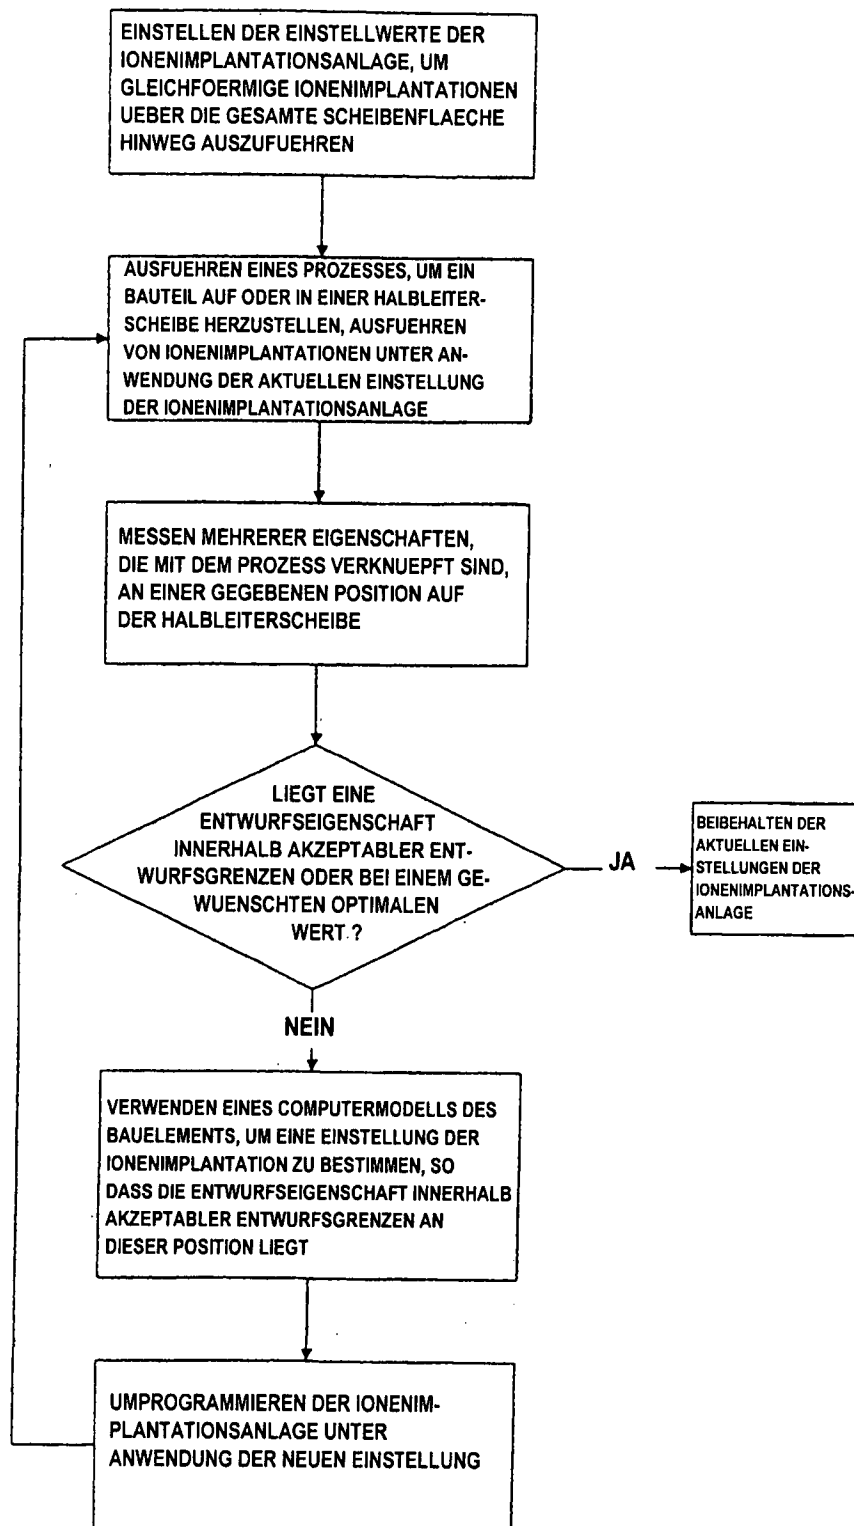 EINSTELLEN DER EINSTELLWERTE DER
IONENIMPLANTATIONSANLAGE, UM
GLEICHFOERMIGE IONENIMPLANTATIONEN
UEBER DIE GESAMTE SCHEIBENFLAECHE
HINWEG AUSZUFUEHREN
AUSFUEHREN EINES PROZESSES, UM EIN
BAUTEIL AUF ODER IN EINER HALBLEITER-
SCHEIBE HERZUSTELLEN, AUSFUEHREN
VON IONENIMPLANTATIONEN UNTER AN-
WENDUNG DER AKTUELLEN EINSTELLUNG
DER IONENIMPLANTATIONSANLAGE
MESSEN MEHRERER EIGENSCHAFTEN,
DIE MIT DEM PROZESS VERKNUEPFT SIND,
AN EINER GEGEBENEN POSITION AUF
DER HALBLEITERSCHEIBE
LIEGT EINE
ENTWURFSEIGENSCHAFT
INNERHALB AKZEPTABLER ENT-
WURFSGRENZEN ODER BEI EINEM GE-
WUENSCHTEN OPTIMALEN
WERT ?
JA
BEIBEHALTEN DER
AKTUELLEN EIN-
STELLUNGEN DER
IONENIMPLANTATIONS-
ANLAGE
NEIN
VERWENDEN EINES COMPUTERMODELLS DES
BAUELEMENTS, UM EINE EINSTELLUNG DER
IONENIMPLANTATION ZU BESTIMMEN, SO
DASS DIE ENTWURFSEIGENSCHAFT INNERHALB
AKZEPTABLER ENTWURFSGRENZEN AN
DIESER POSITION LIEGT
UMPROGRAMMIEREN DER IONENIM-
PLANTATIONSANLAGE UNTER
ANWENDUNG DER NEUEN EINSTELLUNG